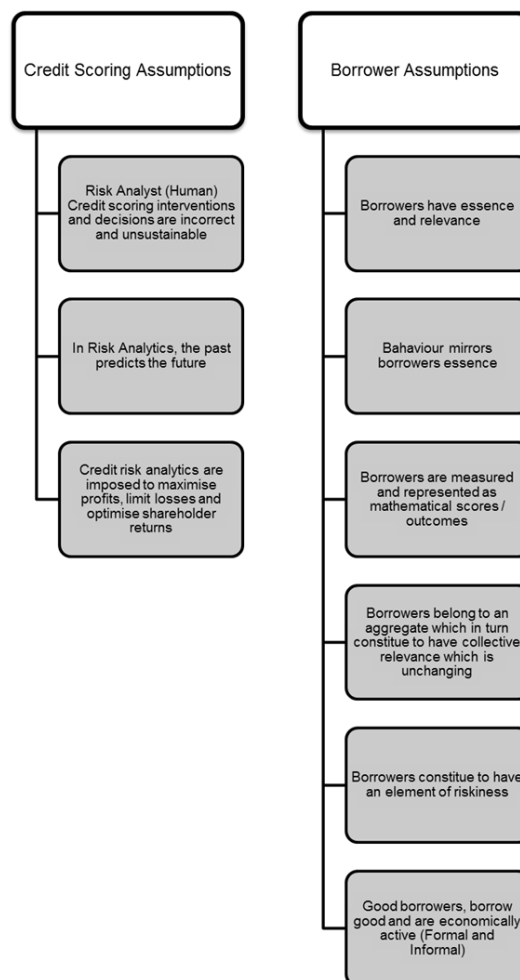 Credit Scoring Assumptions
Risk Analyst (Human)
Credit scoring interventions
and decisions are incorrect
and unsustainable
In Risk Analytics, the past
predicts the future
Credit risk analytics are
imposed to maximise
profits, limit losses and
optimise shareholder
returns
Borrower Assumptions
Borrowers have essence
and relevance
Bahaviour mirrors
borrowers essence
Borrowers are measured
and represented as
mathematical scores /
outcomes
Borrowers belong to an
aggregate which in turn
constitue to have collective
relevance which is
unchanging
Borrowers constitue to have
an element of riskiness
Good borrowers, borrow
good and are economically
active (Formal and
Informal)